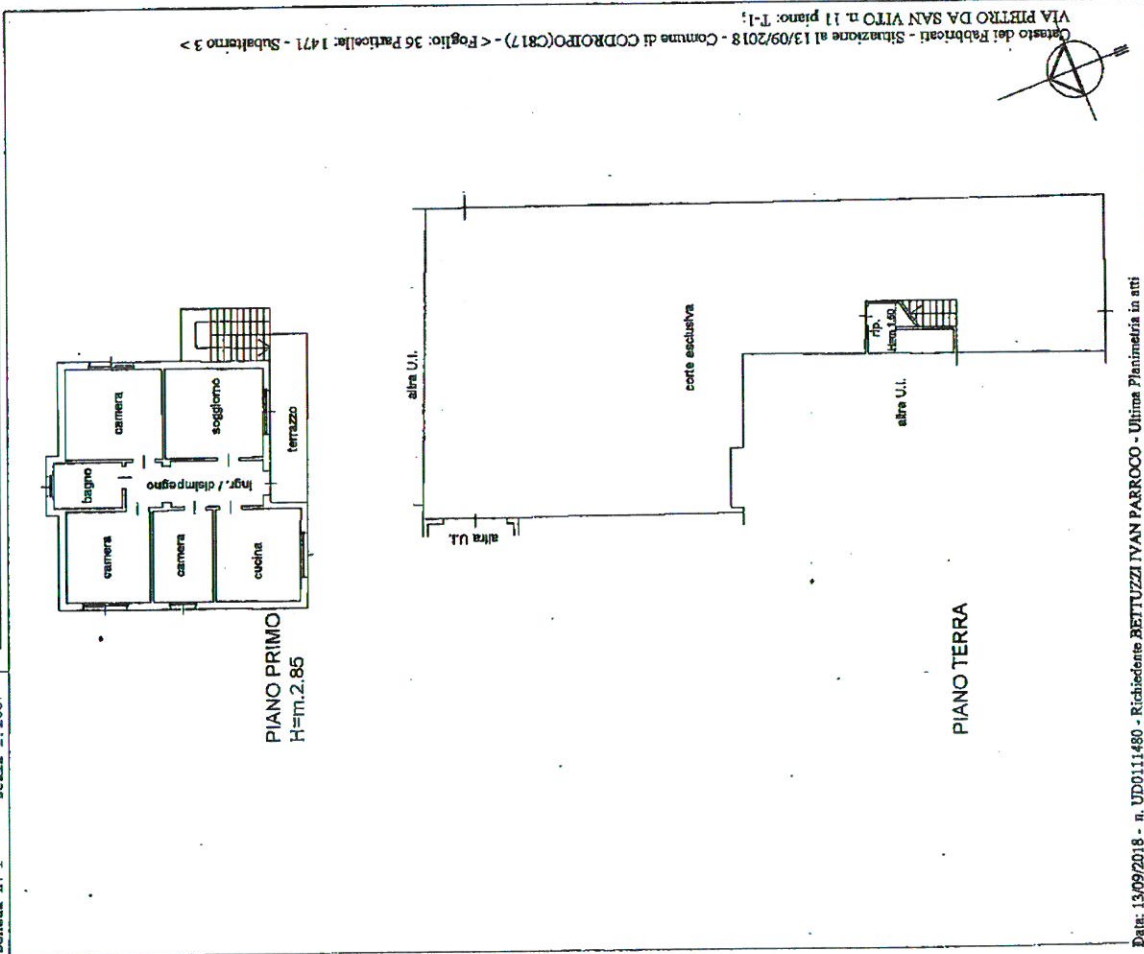 Catasto dei Fabbricati - Situazione al 13/09/2018 - Comune di CODROIPO(C817) - < Foglio: 36 Particella: 1471 - Subalterno 3 >
VIA PIETRO DA SAN VITO n. 11 piano: T-1;
camera
soggiorno
terrazzo
bagno
ingr. / disimpegno
camera
camera
cucina
PIANO PRIMO
H=m.2.85
altra U.I.
corte esclusiva
rip.
H=m 1.50
altra U.I.
altra U.I.
PIANO TERRA
Data: 13/09/2018 - n. UD0111480 - Richiedente BETTUZZI IVAN PARROCO - Ultima Planimetria in atti